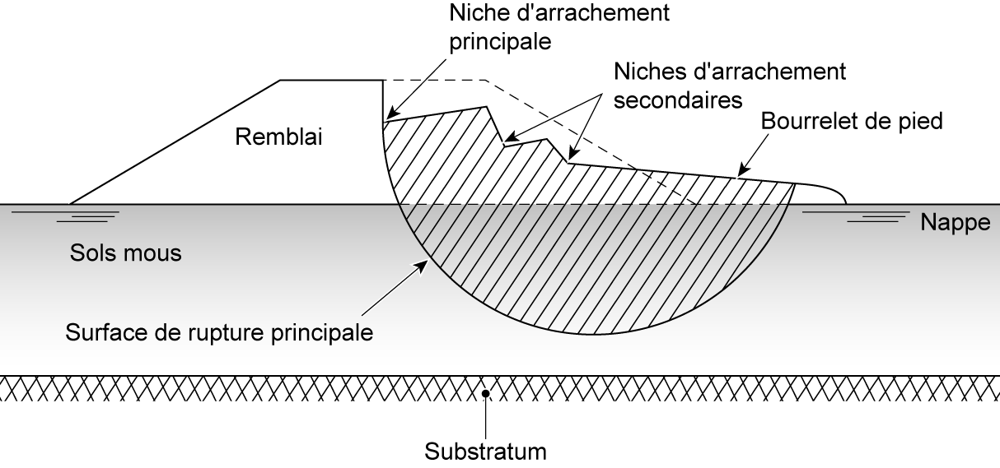 Niche d'arrachement
principale
Niches d'arrachement
secondaires
Bourrelet de pied
Remblai
Nappe
Sols mous
Surface de rupture principale
Substratum